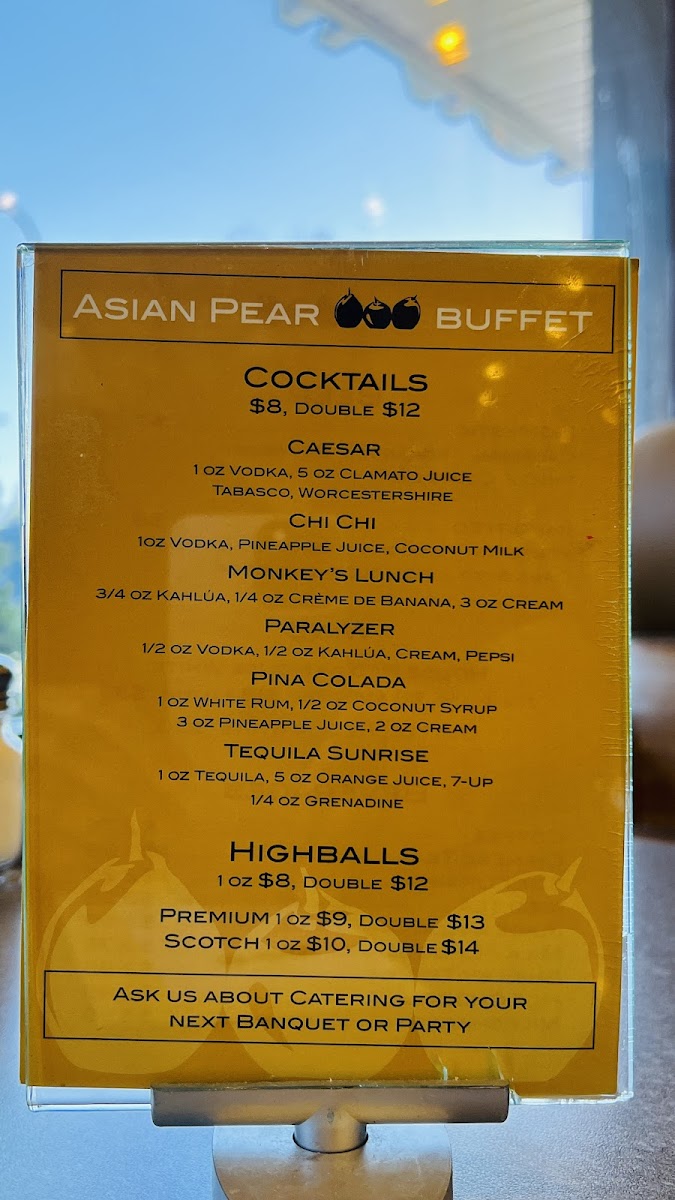 Asian Pear Buffet
Cocktails
$8, Double $12
Caesar
1 oz Vodka, 5 oz Clamato Juice
Tabasco, Worcestershire
Chi Chi
1oz Vodka, Pineapple Juice, Coconut Milk
Monkey's Lunch
3/4 oz Kahlúa, 1/4 oz Crème de Banana, 3 oz Cream
Paralyzer
1/2 oz Vodka, 1/2 oz Kahlúa, Cream, Pepsi
Pina Colada
1 oz White Rum, 1/2 oz Coconut Syrup
3 oz Pineapple Juice, 2 oz Cream
Tequila Sunrise
1 oz Tequila, 5 oz Orange Juice, 7-Up
1/4 oz Grenadine
Highballs
1 oz $8, Double $12
Premium 1 oz $9, Double $13
Scotch 1 oz $10, Double $14
Ask us about Catering for your
next Banquet or Party